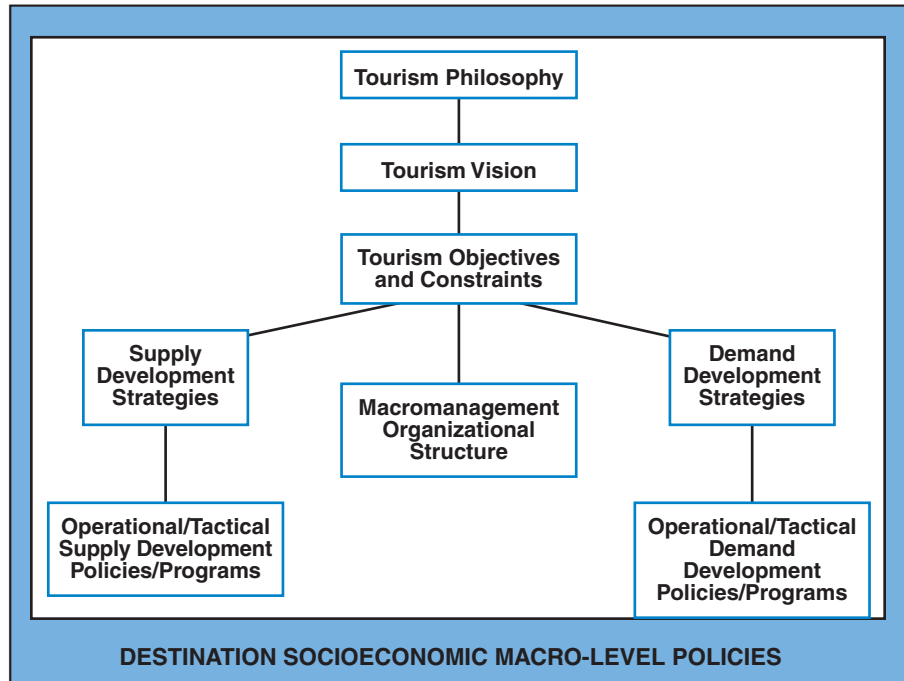 Tourism Philosophy
Tourism Vision
Tourism Objectives
and Constraints
Supply
Development
Strategies
Macromanagement
Organizational
Structure
Demand
Development
Strategies
Operational/Tactical
Supply Development
Policies/Programs
Operational/Tactical
Demand
Development
Policies/Programs
DESTINATION SOCIOECONOMIC MACRO-LEVEL POLICIES